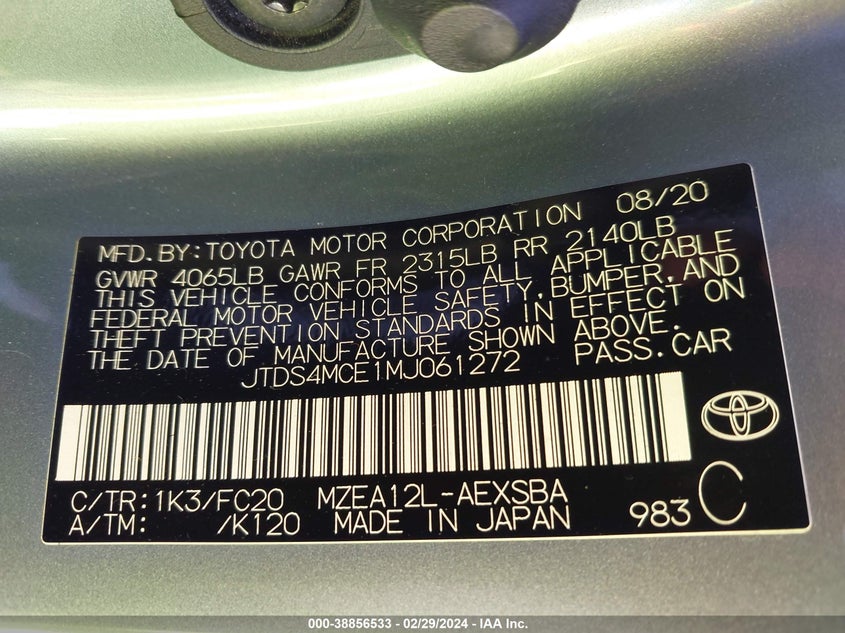 MFD.BY:TOYOTA MOTOR CORPORATION 08/20
GVWR 4065LB GAWR FR 2315LB RR 2140LB
THIS VEHICLE CONFORMS TO ALL APPLICABLE
FEDERAL MOTOR VEHICLE SAFETY,BUMPER,AND
THEFT PREVENTION STANDARDS IN EFFECT ON
THE DATE OF MANUFACTURE SHOWN ABOVE.
JTDS4MCE1MJ061272 PASS.CAR
C/TR:1K3/FC20 MZEA12L-AEXSBA
A/TM: /K120 MADE IN JAPAN 983 C
000-38856533 - 02/29/2024 - IAA Inc.